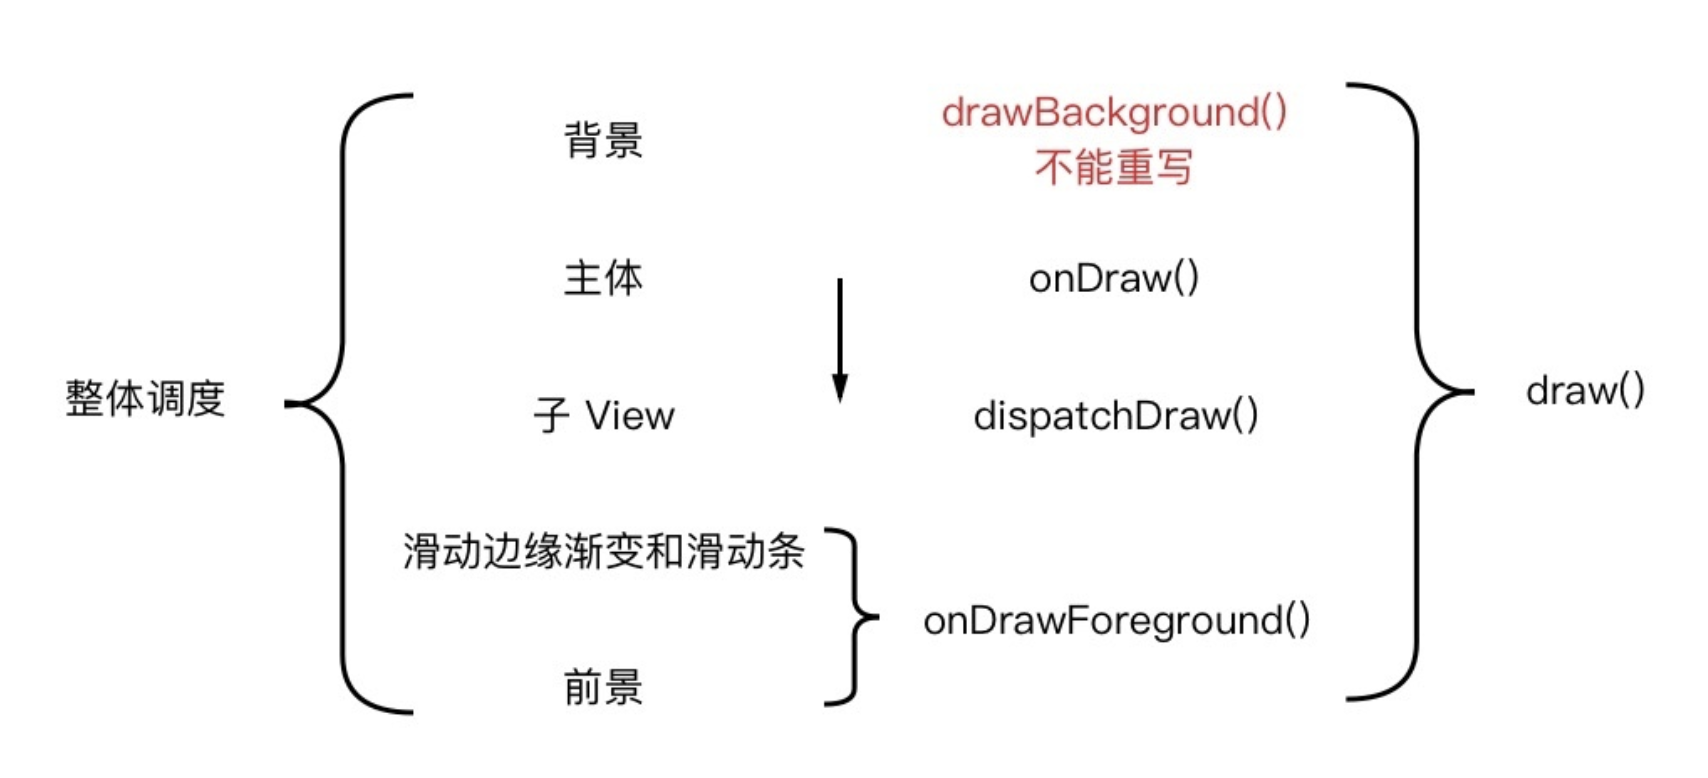 背景
drawBackground()
不能重写
主体
onDraw()
整体调度
子 View
dispatchDraw()
draw()
滑动边缘渐变和滑动条
onDrawForeground()
前景